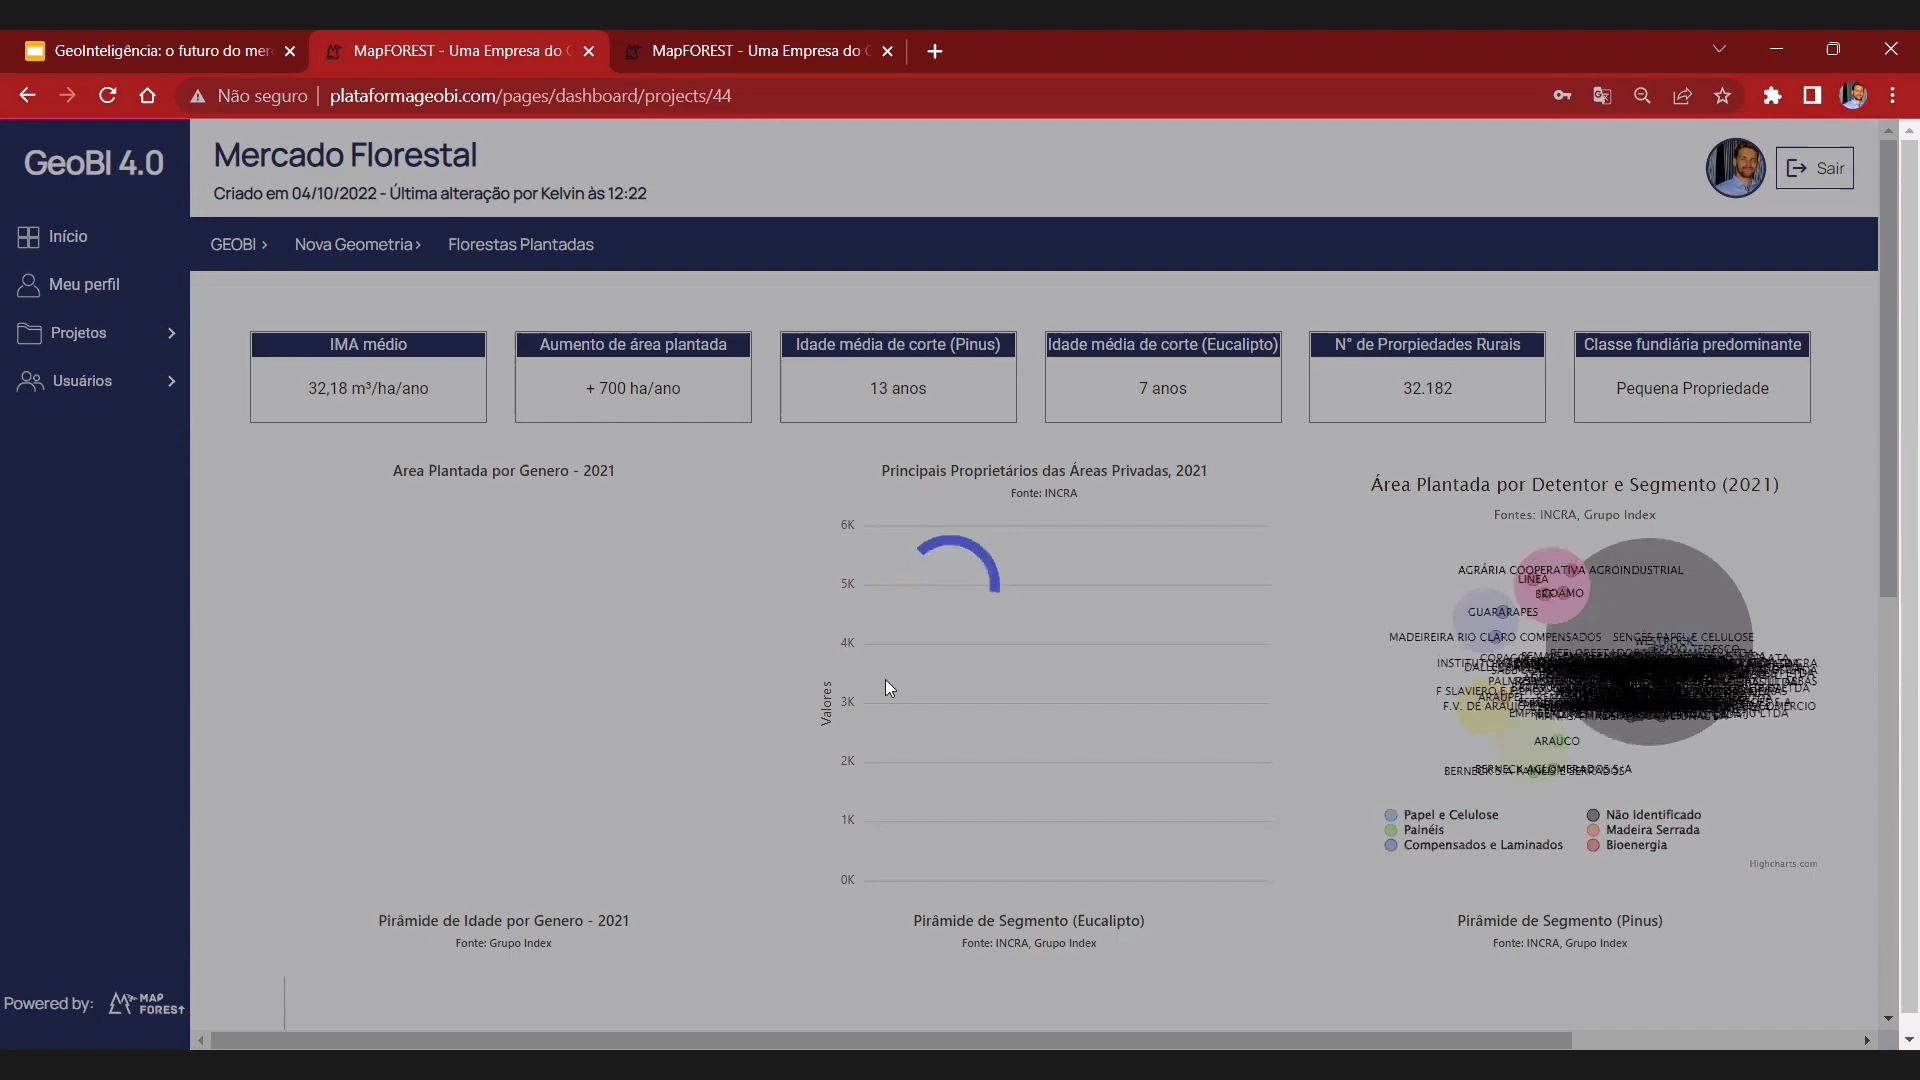 GeoInteligência: o futuro do mer
MapFOREST - Uma Empresa do
MapFOREST - Uma Empresa do
Não seguro
plataformageobi.com/pages/dashboard/projects/44
GeoBI 4.0
Início
Meu perfil
Projetos
Usuários
Powered by:
MAP
FOREST
Mercado Florestal
Criado em 04/10/2022 - Última alteração por Kelvin às 12:22
Sair
GEOBI > Nova Geometria > Florestas Plantadas
IMA médio
32,18 m³/ha/ano
Aumento de área plantada
+ 700 ha/ano
Idade média de corte (Pinus)
13 anos
Idade média de corte (Eucalipto)
7 anos
N° de Prorpiedades Rurais
32.182
Classe fundiária predominante
Pequena Propriedade
Area Plantada por Genero - 2021
Principais Proprietários das Áreas Privadas, 2021
Fonte: INCRA
Valores
6K
5K
4K
3K
2K
1K
0K
Área Plantada por Detentor e Segmento (2021)
Fontes: INCRA, Grupo Index
AGRÁRIA COOPERATIVA AGROINDUSTRIAL
LINEA
COAMO
GUARARAPES
MADEIREIRA RIO CLARO COMPENSADOS
SENGÉS PAPEL E CELULOSE
WESTROCK
ARAUCO
Papel e Celulose
Painéis
Compensados e Laminados
Não Identificado
Madeira Serrada
Bioenergia
Highcharts.com
Pirâmide de Idade por Genero - 2021
Fonte: Grupo Index
Pirâmide de Segmento (Eucalipto)
Fonte: INCRA, Grupo Index
Pirâmide de Segmento (Pinus)
Fonte: INCRA, Grupo Index